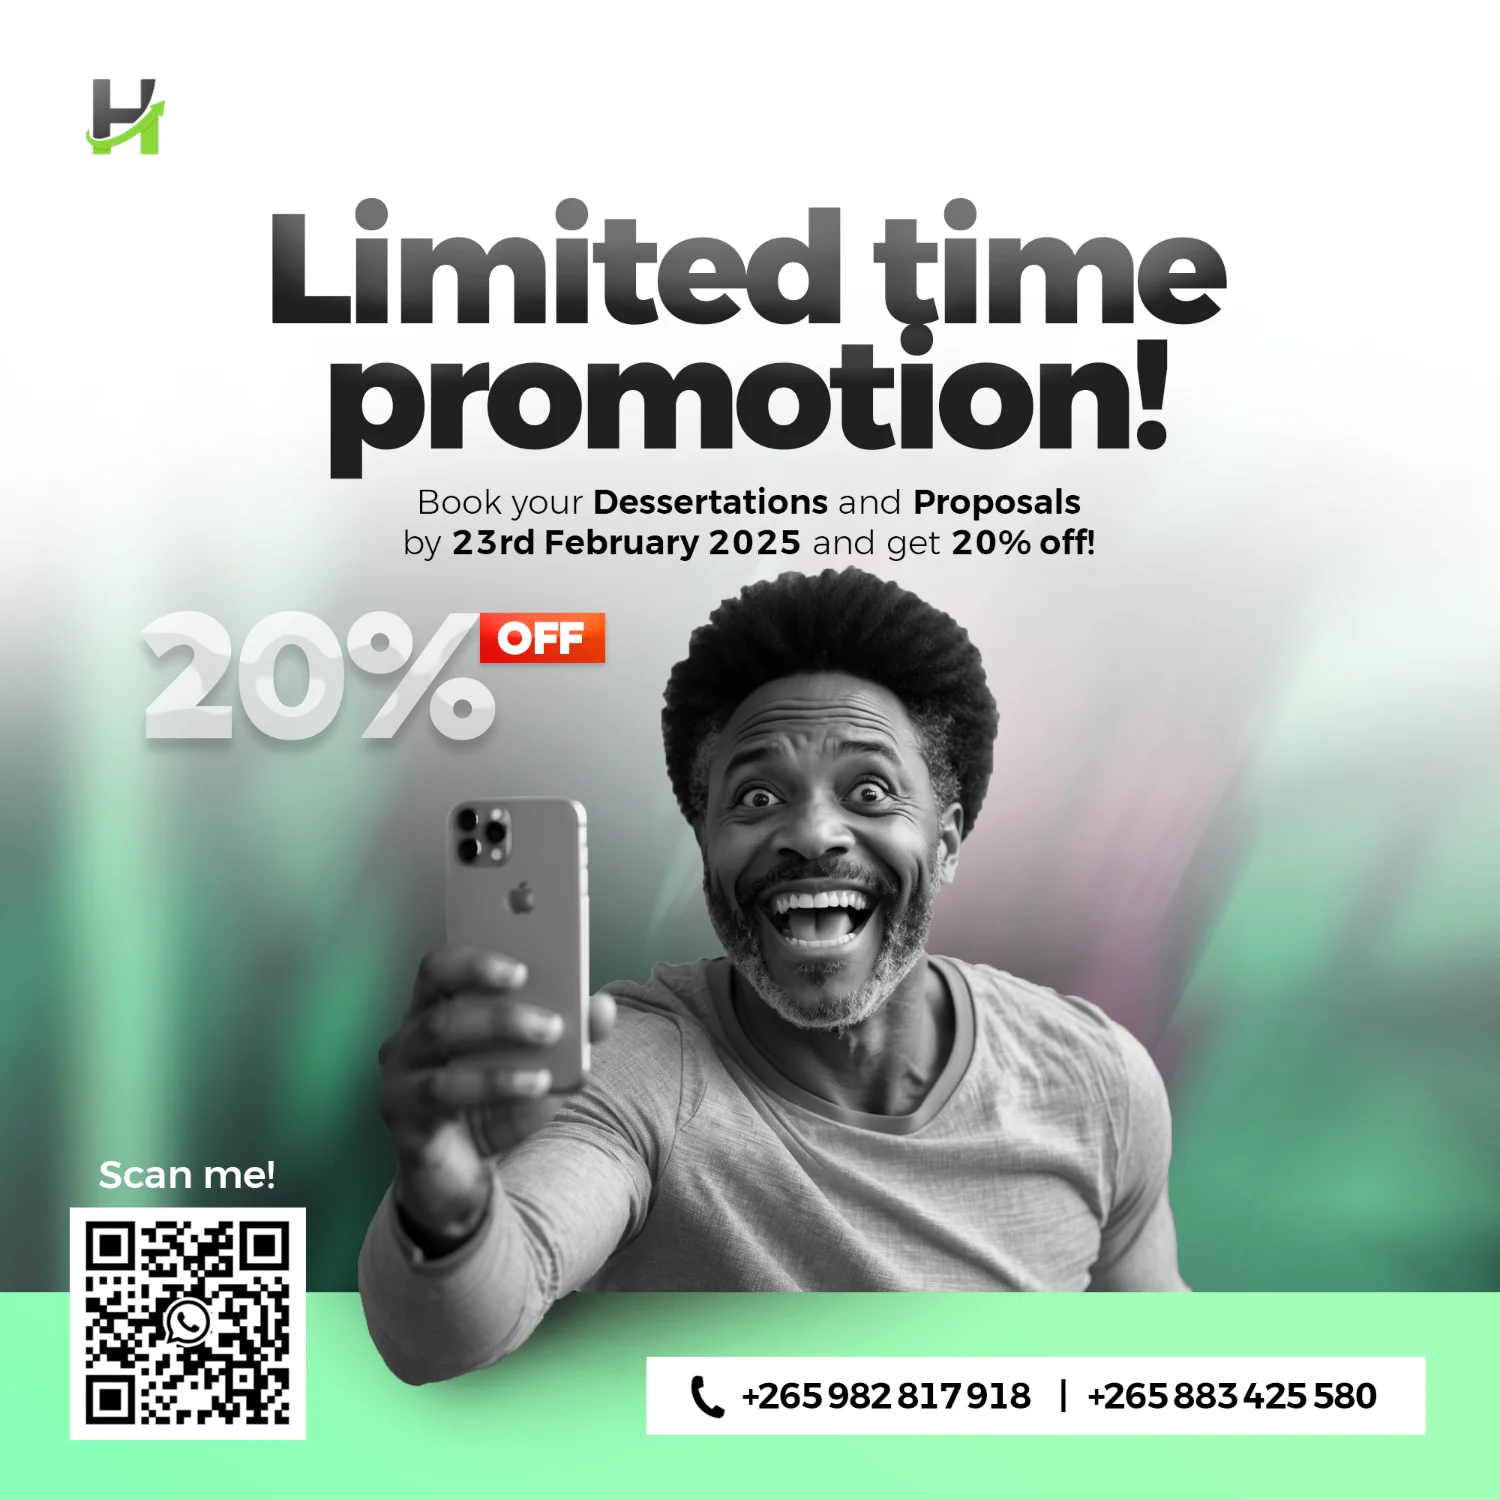 Limited time
promotion!
Book your Dessertations and Proposals
by 23rd February 2025 and get 20% off!
20% OFF
Scan me!
+265 982 817 918 | +265 883 425 580